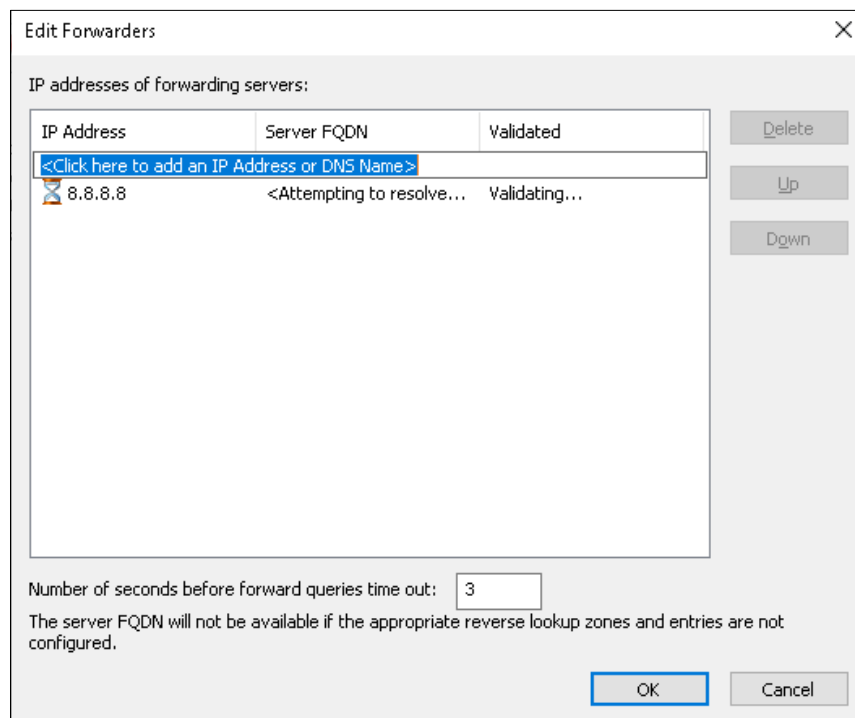 Edit Forwarders
IP addresses of forwarding servers:
IP Address Server FQDN Validated
<Click here to add an IP Address or DNS Name>
8.8.8.8 <Attempting to resolve... Validating...
Delete
Up
Down
Number of seconds before forward queries time out: 3
The server FQDN will not be available if the appropriate reverse lookup zones and entries are not
configured.
OK Cancel